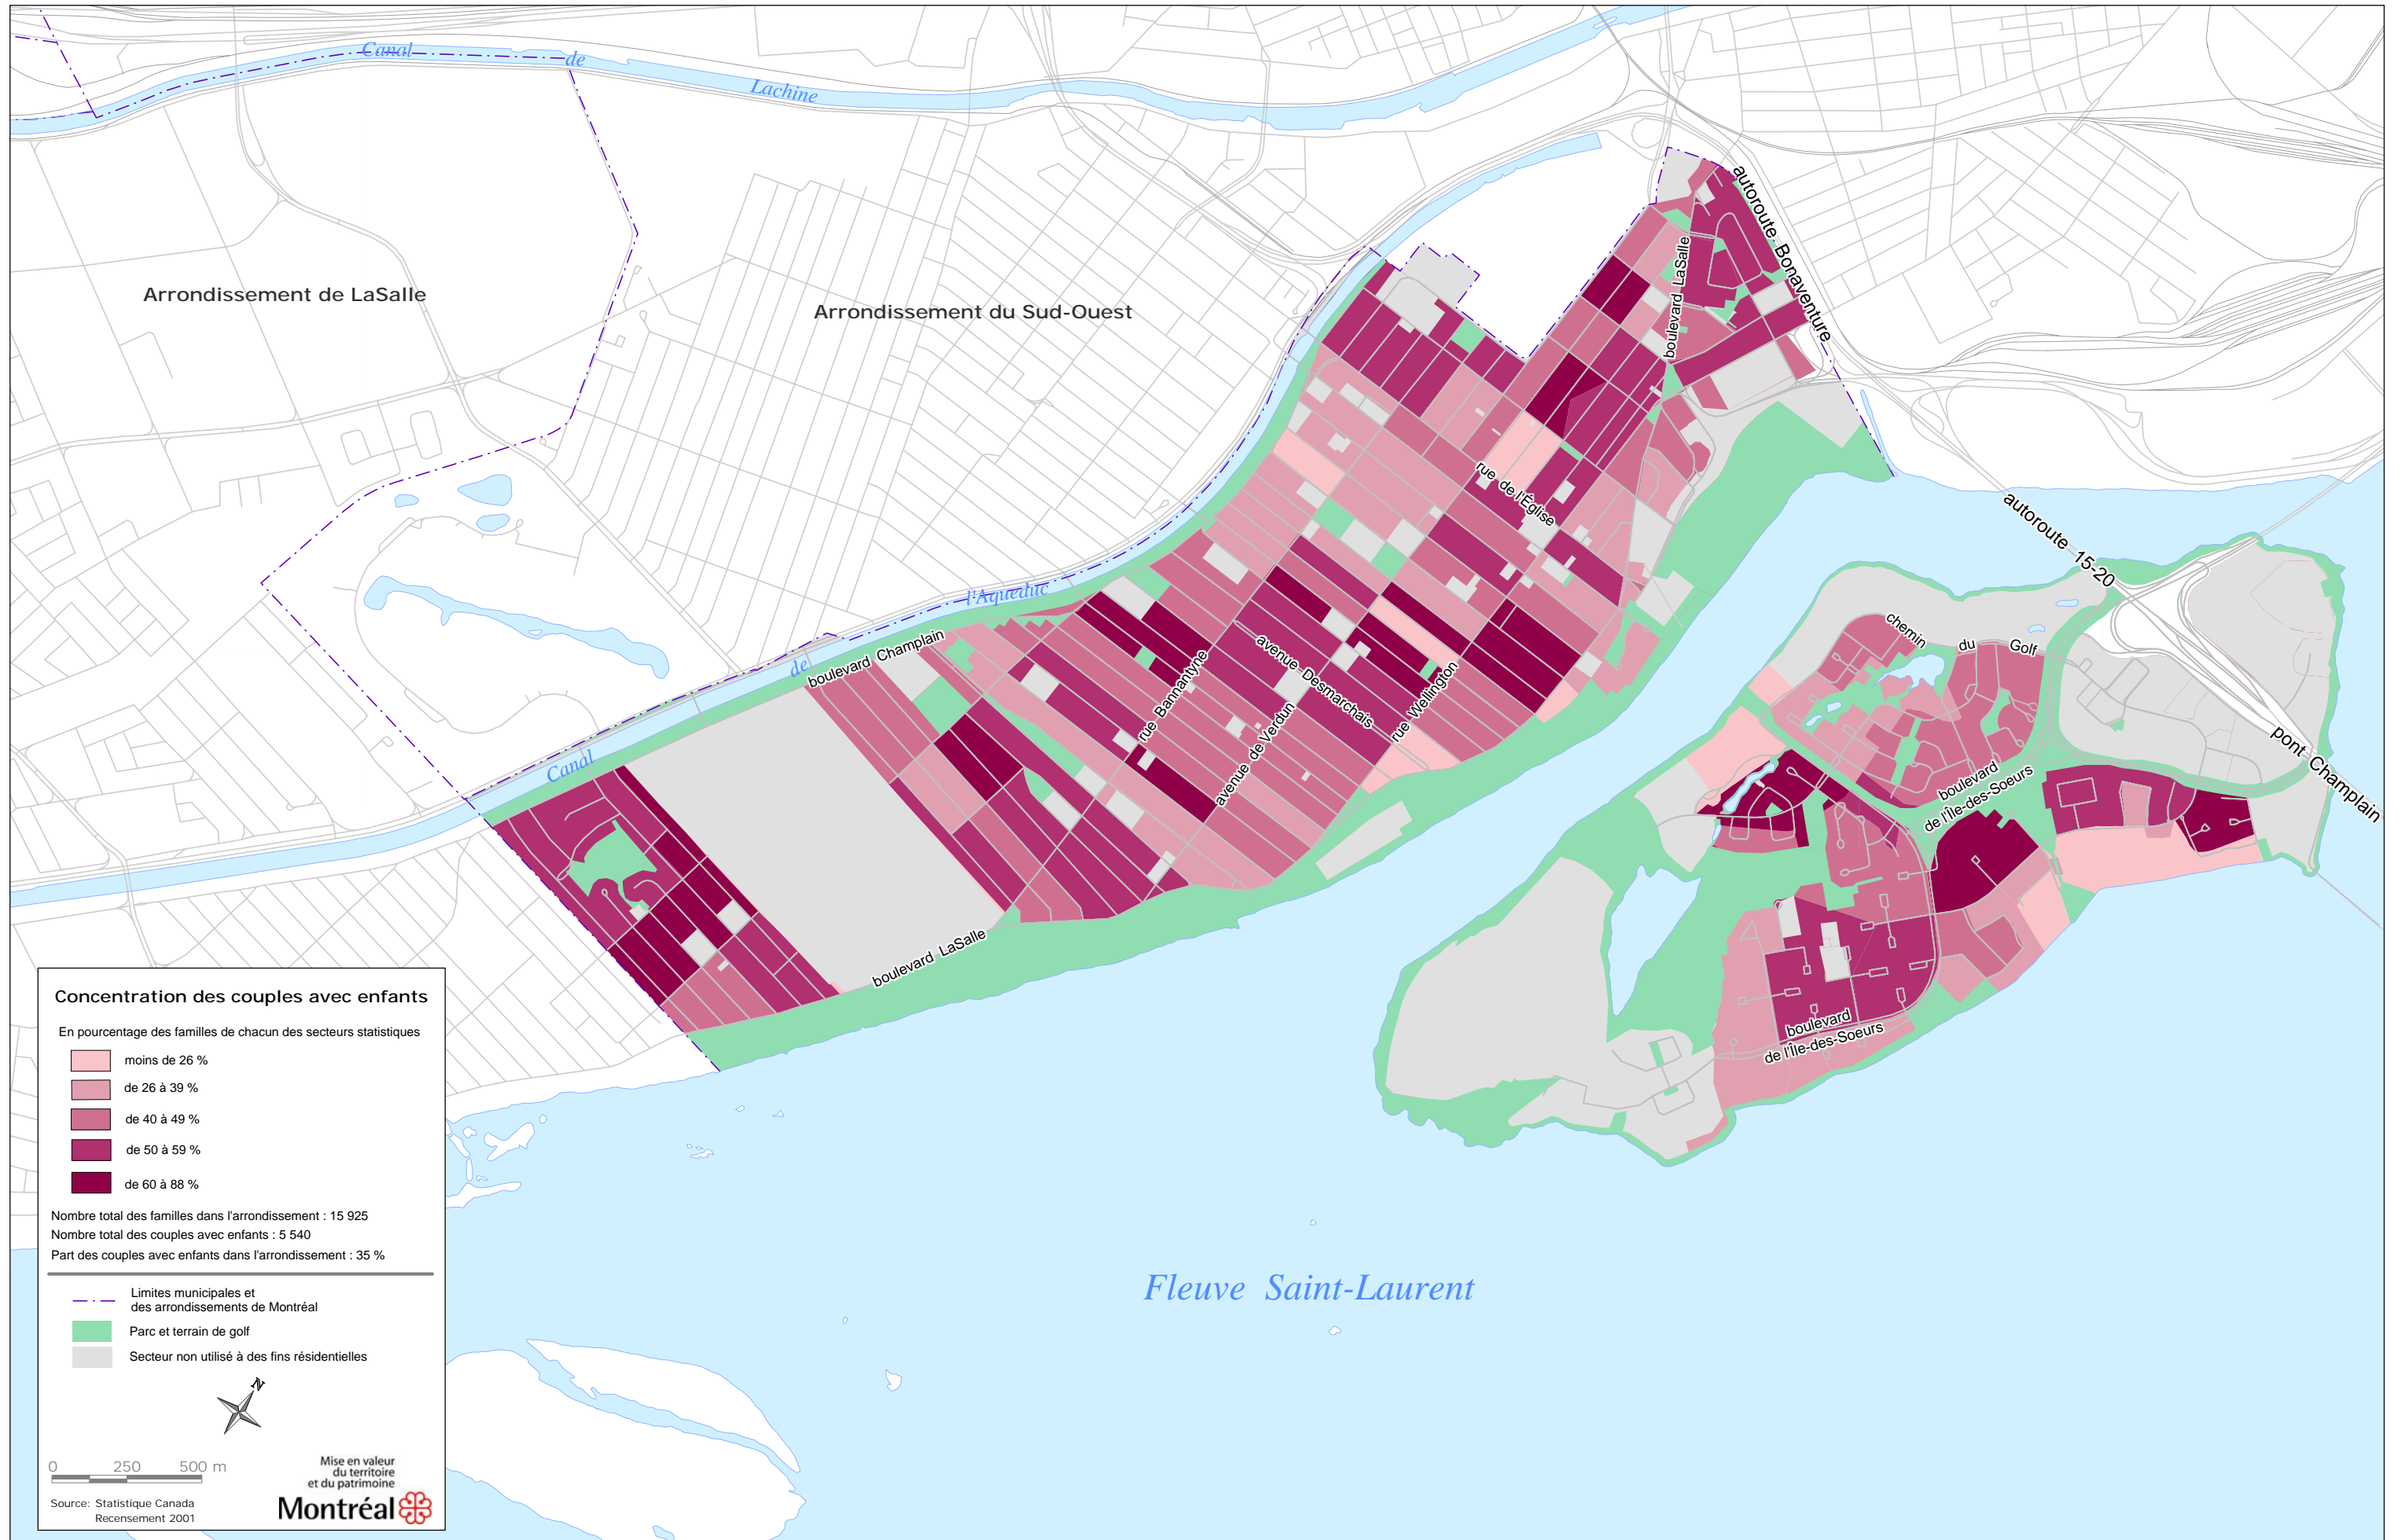 Canal
de
Lachine
Arrondissement de LaSalle
Arrondissement du Sud-Ouest
autoroute Bonaventure
boulevard LaSalle
rue de l'Église
autoroute 15-20
l'Aqueduc
de
Canal
boulevard Champlain
rue Bannantyne
avenue Desmarchais
avenue de Verdun
rue Wellington
chemin du Golf
boulevard
de l'Île-des-Soeurs
pont Champlain
boulevard LaSalle
boulevard
de l'Île-des-Soeurs
Fleuve Saint-Laurent
Concentration des couples avec enfants
En pourcentage des familles de chacun des secteurs statistiques
moins de 26 %
de 26 à 39 %
de 40 à 49 %
de 50 à 59 %
de 60 à 88 %
Nombre total des familles dans l'arrondissement : 15 925
Nombre total des couples avec enfants : 5 540
Part des couples avec enfants dans l'arrondissement : 35 %
Limites municipales et
des arrondissements de Montréal
Parc et terrain de golf
Secteur non utilisé à des fins résidentielles
N
0 250 500 m
Mise en valeur
du territoire
et du patrimoine
Montréal
Source: Statistique Canada
Recensement 2001